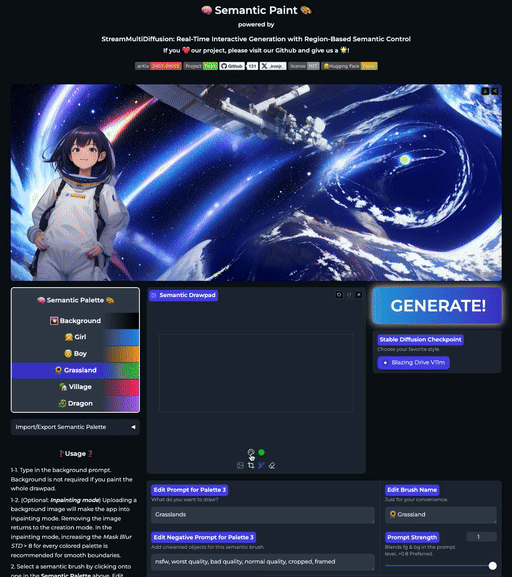 🧠 Semantic Paint 🎨
powered by
StreamMultiDiffusion: Real-Time Interactive Generation with Region-Based Semantic Control
If you ❤️ our project, please visit our Github and give us a 🌟!
arXiv 2403.09055 Project Github 131 License MIT Hugging Face
🧠 Semantic Palette 🎨
Background
Girl
Boy
Grassland
Village
Dragon
Import/Export Semantic Palette
Semantic Drawpad
GENERATE!
Stable Diffusion Checkpoint
Choose your favorite style.
Blazing Drive V11m
❓Usage❓
1-1. Type in the background prompt.
Background is not required if you paint the
whole drawpad.
1-2. (Optional: Inpainting mode) Uploading a
background image will make the app into
inpainting mode. Removing the image
returns to the creation mode. In the
inpainting mode, increasing the Mask Blur
STD > 8 for every colored palette is
recommended for smooth boundaries.
2. Select a semantic brush by clicking onto
one in the Semantic Palette above. Edit
Edit Prompt for Palette 3
What do you want to draw?
Grasslands
Edit Negative Prompt for Palette 3
Add unwanted objects for this semantic brush.
nsfw, worst quality, bad quality, normal quality, cropped, framed
Edit Brush Name
Just for your convenience.
🌻 Grassland
Prompt Strength 1
Blends fg & bg in the prompt
level, >0.8 Preferred.